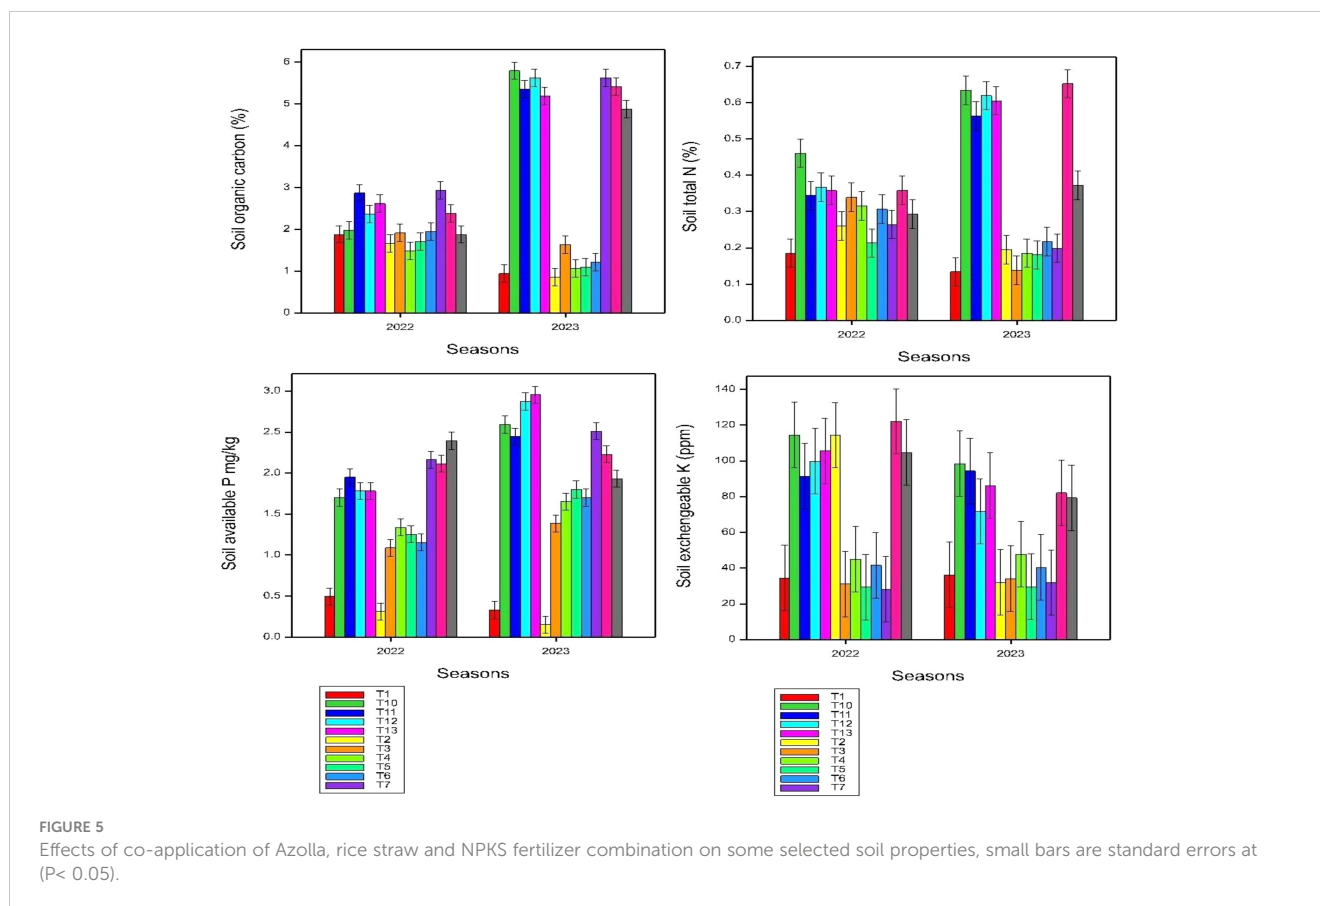 Soil organic carbon (%)
6
5
4
3
2
1
0
2022
2023
Seasons
Soil total N (%)
0.7
0.6
0.5
0.4
0.3
0.2
0.1
0.0
2022
2023
Seasons
Soil available P mg/kg
3.0
2.5
2.0
1.5
1.0
0.5
0.0
2022
2023
Seasons
Soil exchengeable K (ppm)
140
120
100
80
60
40
20
0
2022
2023
Seasons
T1
T10
T11
T12
T13
T2
T3
T4
T5
T6
T7
T1
T10
T11
T12
T13
T2
T3
T4
T5
T6
T7
FIGURE 5
Effects of co-application of Azolla, rice straw and NPKS fertilizer combination on some selected soil properties, small bars are standard errors at
(P< 0.05).